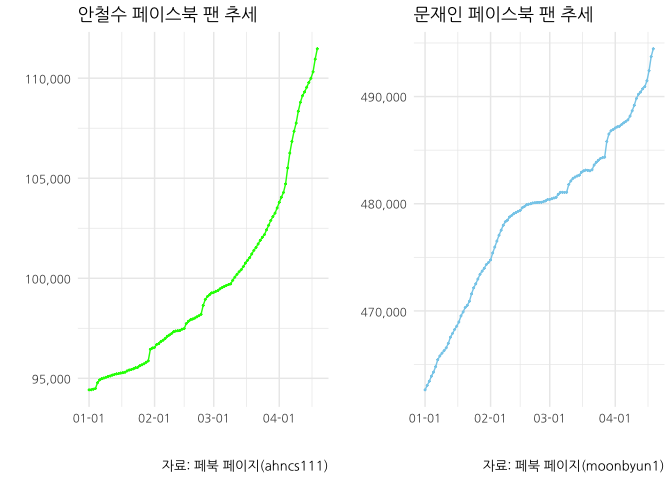 안철수 페이스북 팬 추세
110,000
105,000
100,000
95,000
01-01 02-01 03-01 04-01
자료: 페북 페이지(ahncs111)
문재인 페이스북 팬 추세
490,000
480,000
470,000
01-01 02-01 03-01 04-01
자료: 페북 페이지(moonbyun1)